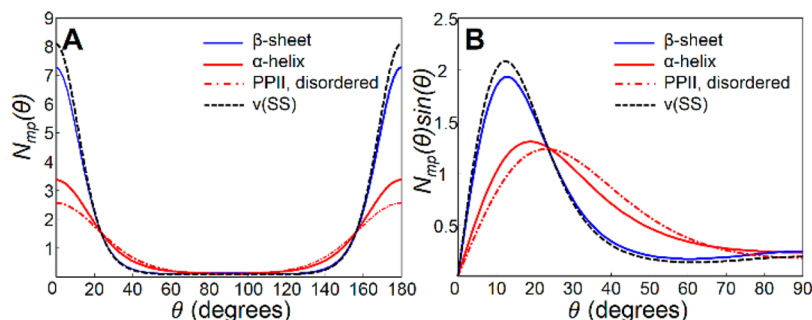 A
β-sheet
α-helix
PPII, disordered
ν(SS)
N_mp(θ)
9
8
7
6
5
4
3
2
1
0 20 40 60 80 100 120 140 160 180
θ (degrees)
B
β-sheet
α-helix
PPII, disordered
ν(SS)
N_mp(θ)sin(θ)
2.5
2.0
1.5
1.0
0.5
0 10 20 30 40 50 60 70 80 90
θ (degrees)